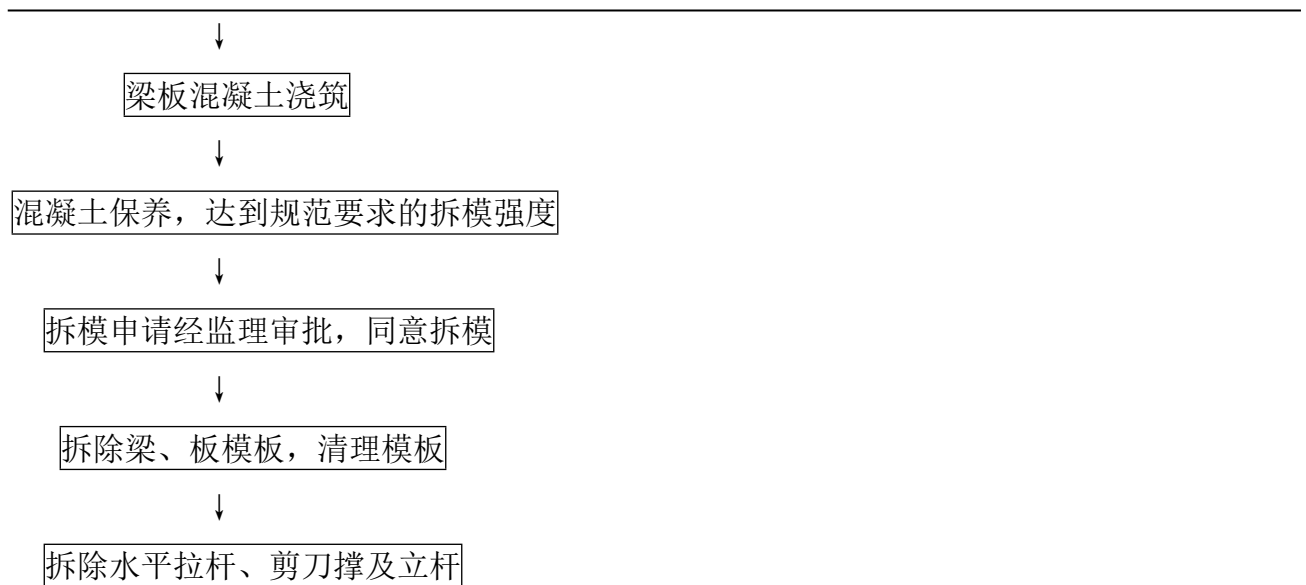 ↓
梁板混凝土浇筑
↓
混凝土保养，达到规范要求的拆模强度
↓
拆模申请经监理审批，同意拆模
↓
拆除梁、板模板，清理模板
↓
拆除水平拉杆、剪刀撑及立杆